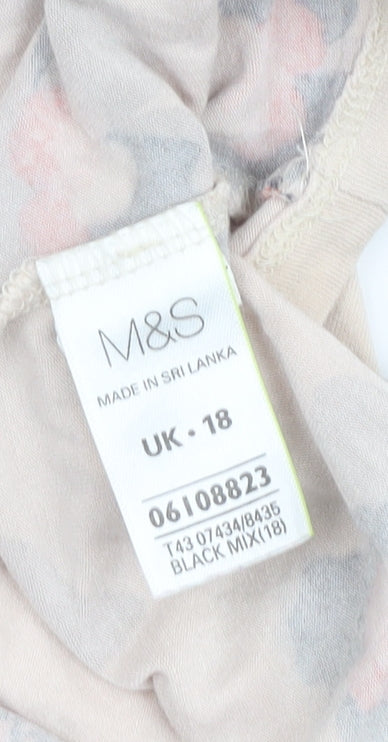 M&S
MADE IN SRI LANKA
UK · 18
06108823
T43 07434/8435
BLACK MIX(18)